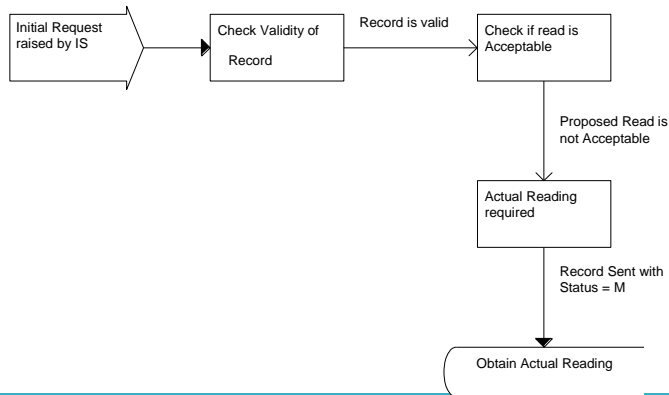 Initial Request
raised by IS
Check Validity of
Record
Record is valid
Check if read is
Acceptable
Proposed Read is
not Acceptable
Actual Reading
required
Record Sent with
Status = M
Obtain Actual Reading